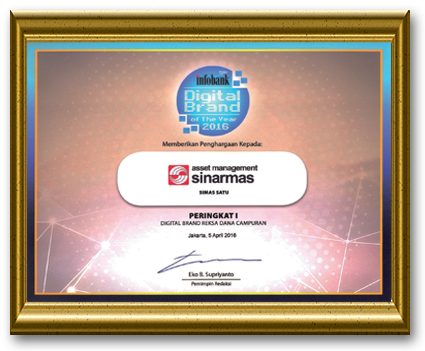 infobank
Digital
Brand
of The Year
2016
Memberikan Penghargaan Kepada:
asset management
sinarmas
SIMAS SATU
PERINGKAT I
DIGITAL BRAND REKSA DANA CAMPURAN
Jakarta, 5 April 2016
Eko B. Supriyanto
Pemimpin Redaksi